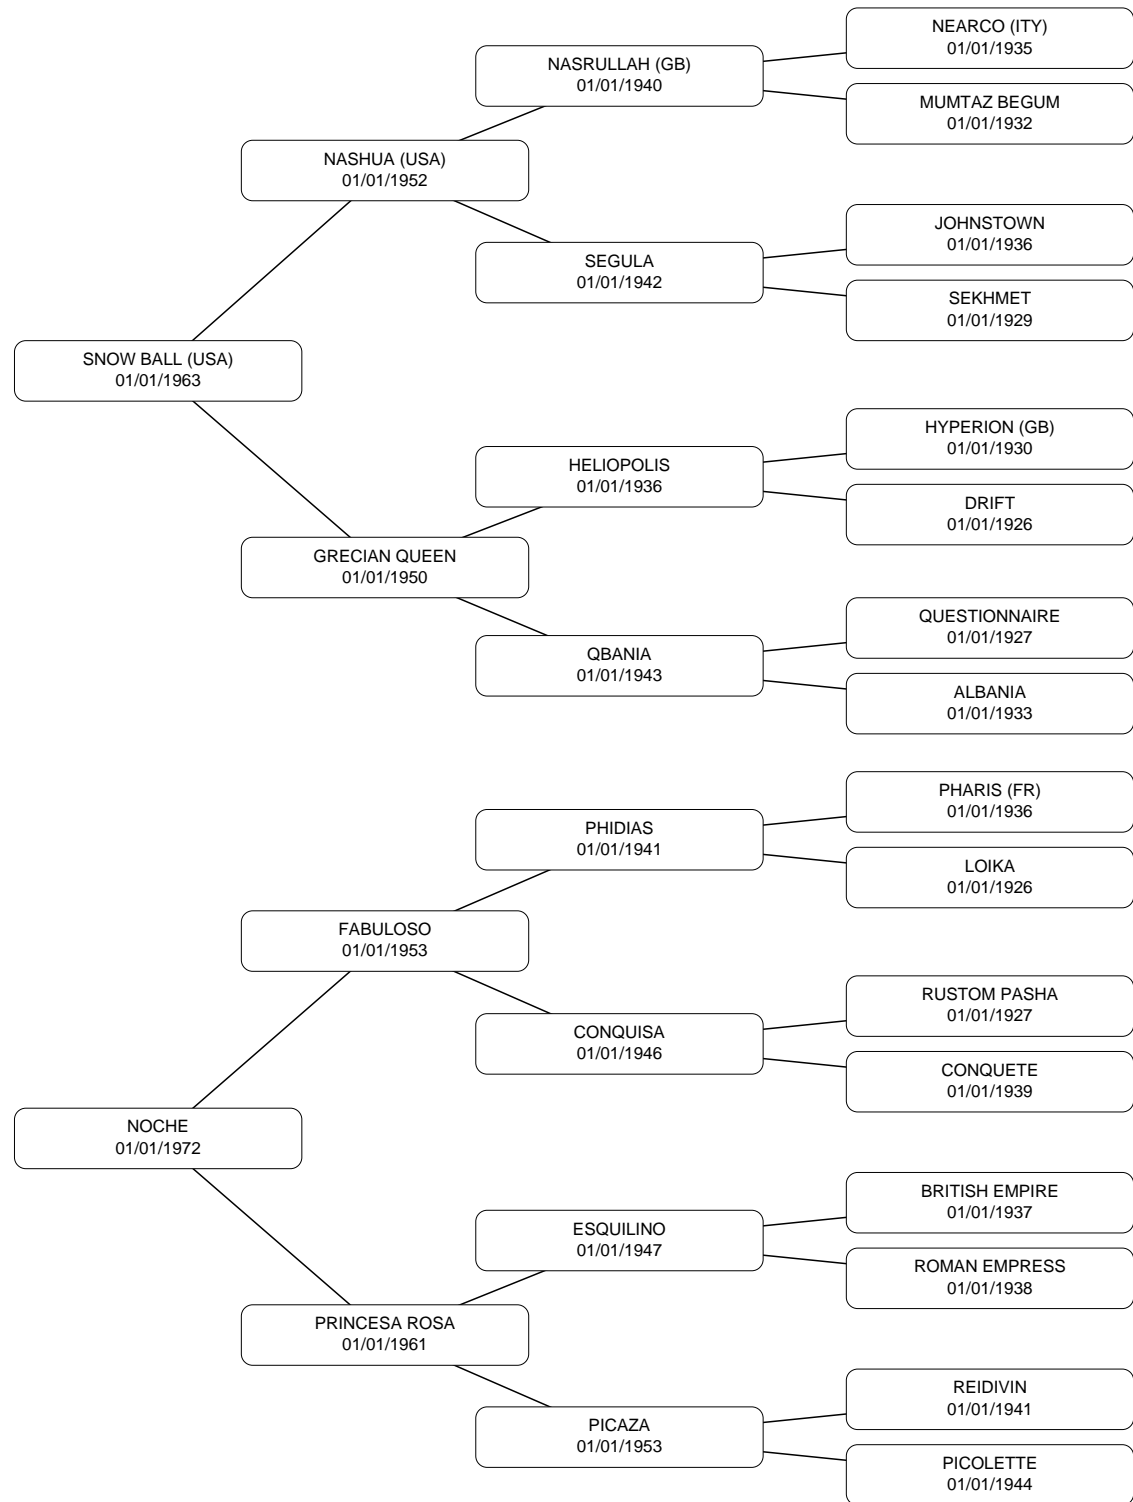 NEARCO (ITY)
01/01/1935
NASRULLAH (GB)
01/01/1940
MUMTAZ BEGUM
01/01/1932
NASHUA (USA)
01/01/1952
JOHNSTOWN
01/01/1936
SEGULA
01/01/1942
SEKHMET
01/01/1929
SNOW BALL (USA)
01/01/1963
HYPERION (GB)
01/01/1930
HELIOPOLIS
01/01/1936
DRIFT
01/01/1926
GRECIAN QUEEN
01/01/1950
QUESTIONNAIRE
01/01/1927
QBANIA
01/01/1943
ALBANIA
01/01/1933
PHARIS (FR)
01/01/1936
PHIDIAS
01/01/1941
LOIKA
01/01/1926
FABULOSO
01/01/1953
RUSTOM PASHA
01/01/1927
CONQUISA
01/01/1946
CONQUETE
01/01/1939
NOCHE
01/01/1972
BRITISH EMPIRE
01/01/1937
ESQUILINO
01/01/1947
ROMAN EMPRESS
01/01/1938
PRINCESA ROSA
01/01/1961
REIDIVIN
01/01/1941
PICAZA
01/01/1953
PICOLETTE
01/01/1944